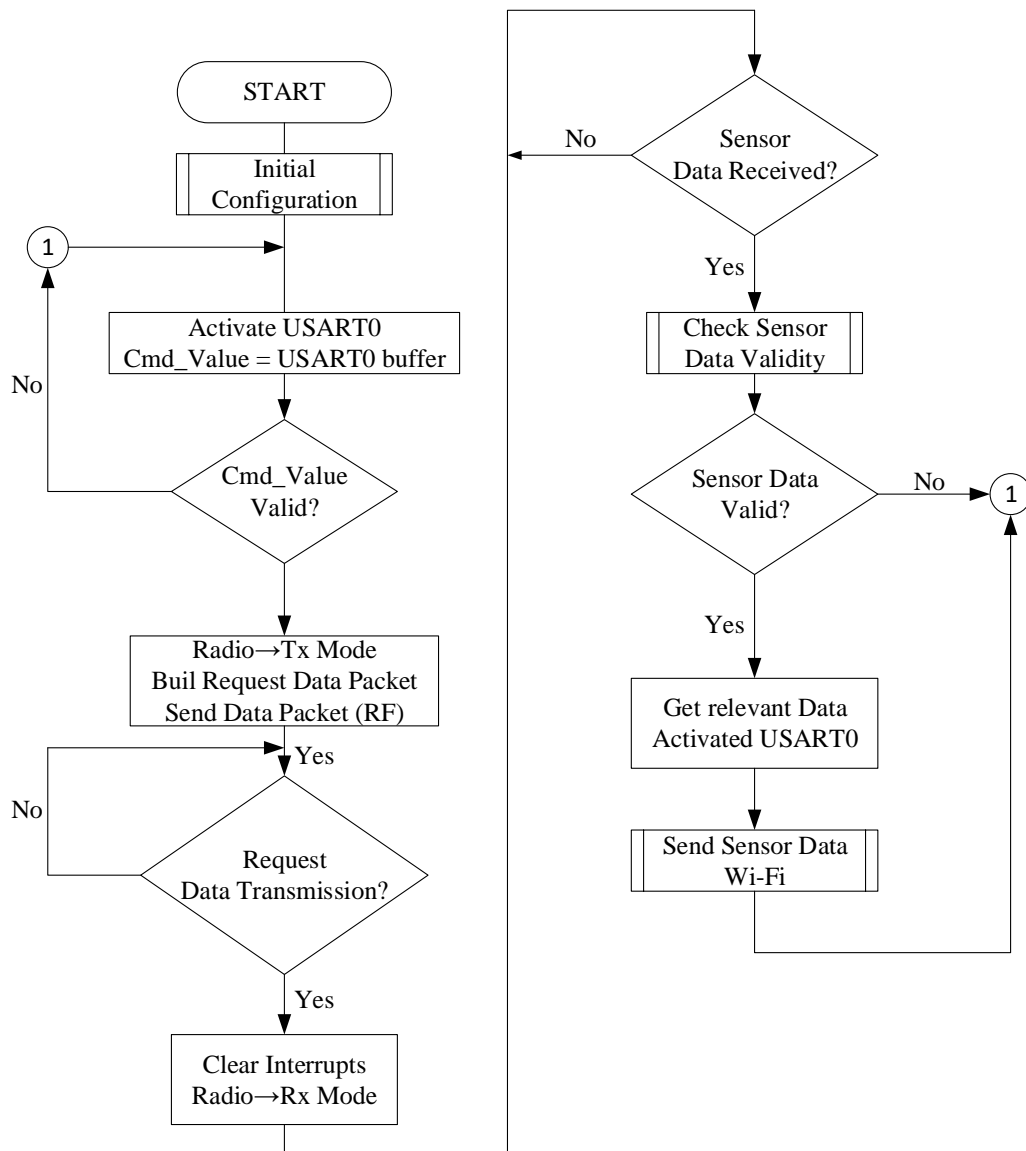 START
Initial
Configuration
1
Activate USART0
Cmd_Value = USART0 buffer
No
Cmd_Value
Valid?
Radio→Tx Mode
Buil Request Data Packet
Send Data Packet (RF)
Yes
No
Request
Data Transmission?
Yes
Clear Interrupts
Radio→Rx Mode
No
Sensor
Data Received?
Yes
Check Sensor
Data Validity
Sensor Data
Valid?
No
1
Yes
Get relevant Data
Activated USART0
Send Sensor Data
Wi-Fi